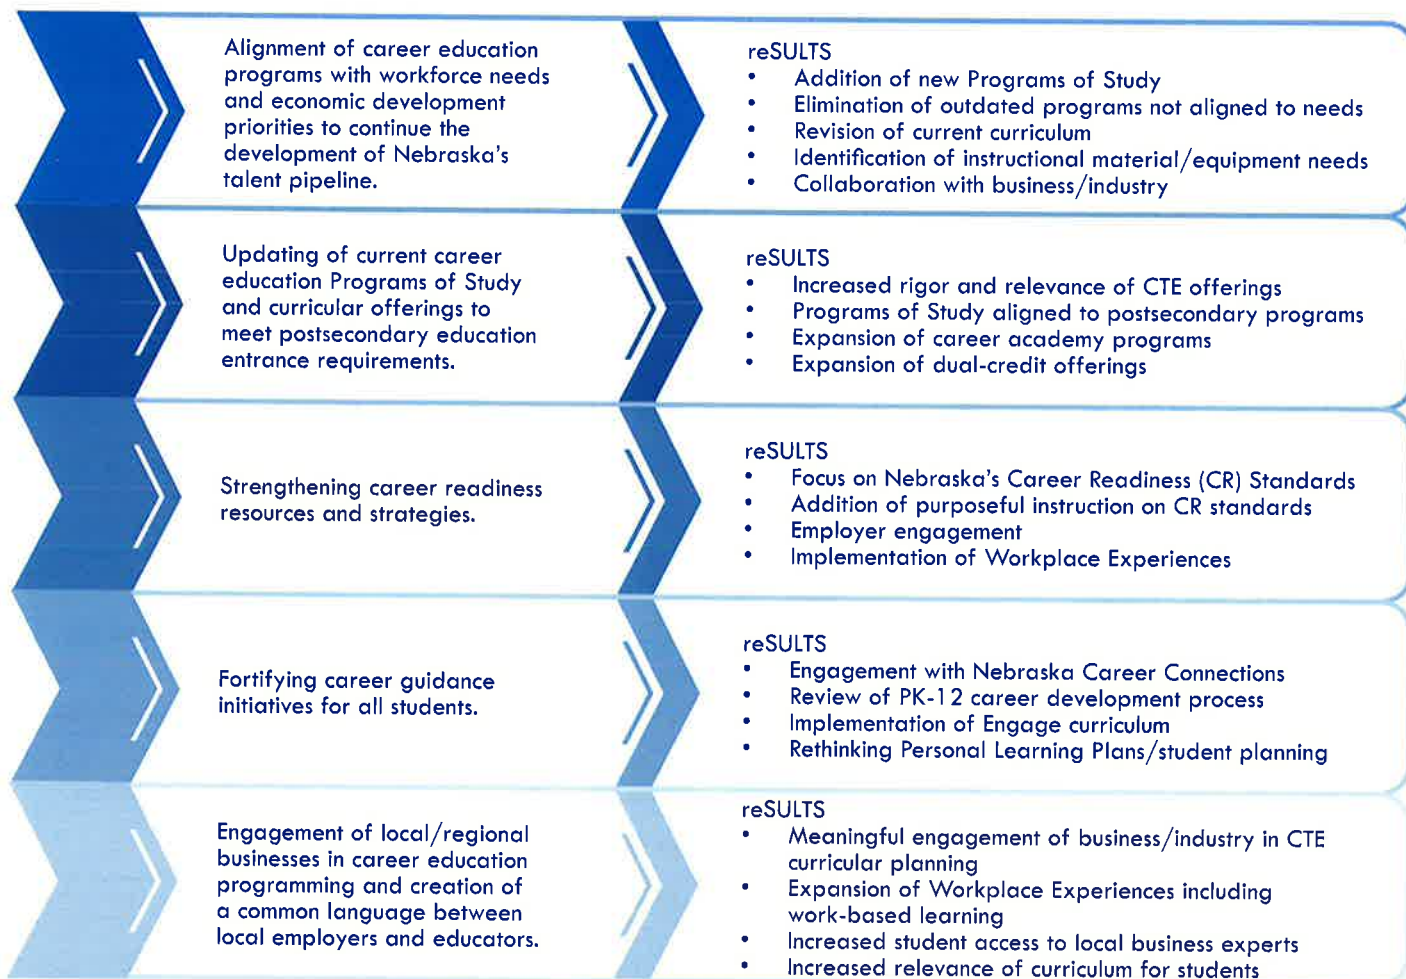 Alignment of career education
programs with workforce needs
and economic development
priorities to continue the
development of Nebraska's
talent pipeline.
reSULTS
• Addition of new Programs of Study
• Elimination of outdated programs not aligned to needs
• Revision of current curriculum
• Identification of instructional material/equipment needs
• Collaboration with business/industry
Updating of current career
education Programs of Study
and curricular offerings to
meet postsecondary education
entrance requirements.
reSULTS
• Increased rigor and relevance of CTE offerings
• Programs of Study aligned to postsecondary programs
• Expansion of career academy programs
• Expansion of dual-credit offerings
Strengthening career readiness
resources and strategies.
reSULTS
• Focus on Nebraska's Career Readiness (CR) Standards
• Addition of purposeful instruction on CR standards
• Employer engagement
• Implementation of Workplace Experiences
Fortifying career guidance
initiatives for all students.
reSULTS
• Engagement with Nebraska Career Connections
• Review of PK-12 career development process
• Implementation of Engage curriculum
• Rethinking Personal Learning Plans/student planning
Engagement of local/regional
businesses in career education
programming and creation of
a common language between
local employers and educators.
reSULTS
• Meaningful engagement of business/industry in CTE
curricular planning
• Expansion of Workplace Experiences including
work-based learning
• Increased student access to local business experts
• Increased relevance of curriculum for students